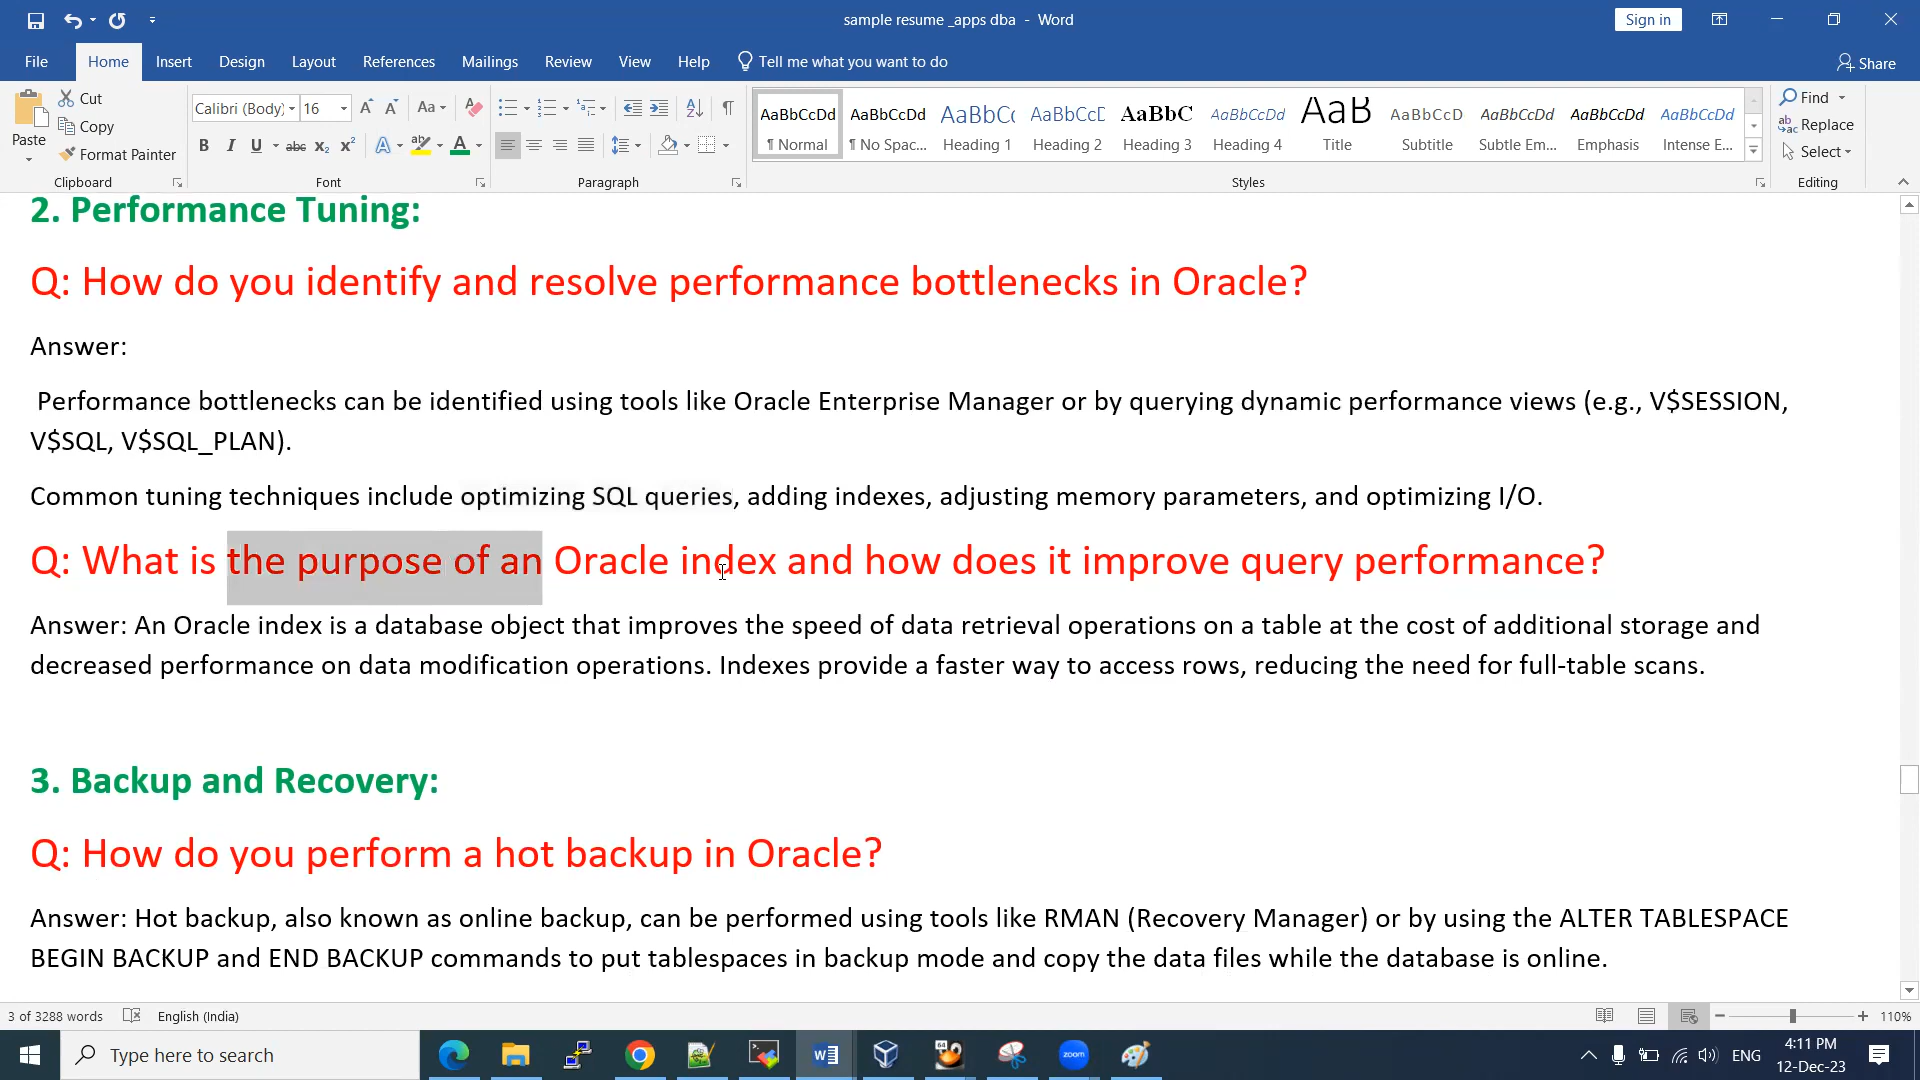 sample resume _apps dba - Word
Sign in
File Home Insert Design Layout References Mailings Review View Help Tell me what you want to do Share
Cut
Copy
Format Painter
Paste
Calibri (Body) 16
Aa
B I U abc X₂ X² A A
AaBbCcDd AaBbCcDd AaBbCc AaBbCcD AaBbC AaBbCcDd AaB AaBbCcD AaBbCcDd AaBbCcDd AaBbCcDd
¶ Normal ¶ No Spac... Heading 1 Heading 2 Heading 3 Heading 4 Title Subtitle Subtle Em... Emphasis Intense E...
Find
Replace
Select
Clipboard Font Paragraph Styles Editing
2. Performance Tuning:
Q: How do you identify and resolve performance bottlenecks in Oracle?
Answer:
Performance bottlenecks can be identified using tools like Oracle Enterprise Manager or by querying dynamic performance views (e.g., V$SESSION,
V$SQL, V$SQL_PLAN).
Common tuning techniques include optimizing SQL queries, adding indexes, adjusting memory parameters, and optimizing I/O.
Q: What is the purpose of an Oracle index and how does it improve query performance?
Answer: An Oracle index is a database object that improves the speed of data retrieval operations on a table at the cost of additional storage and
decreased performance on data modification operations. Indexes provide a faster way to access rows, reducing the need for full-table scans.
3. Backup and Recovery:
Q: How do you perform a hot backup in Oracle?
Answer: Hot backup, also known as online backup, can be performed using tools like RMAN (Recovery Manager) or by using the ALTER TABLESPACE
BEGIN BACKUP and END BACKUP commands to put tablespaces in backup mode and copy the data files while the database is online.
3 of 3288 words English (India) 110%
Type here to search
zoom
ENG
4:11 PM
12-Dec-23